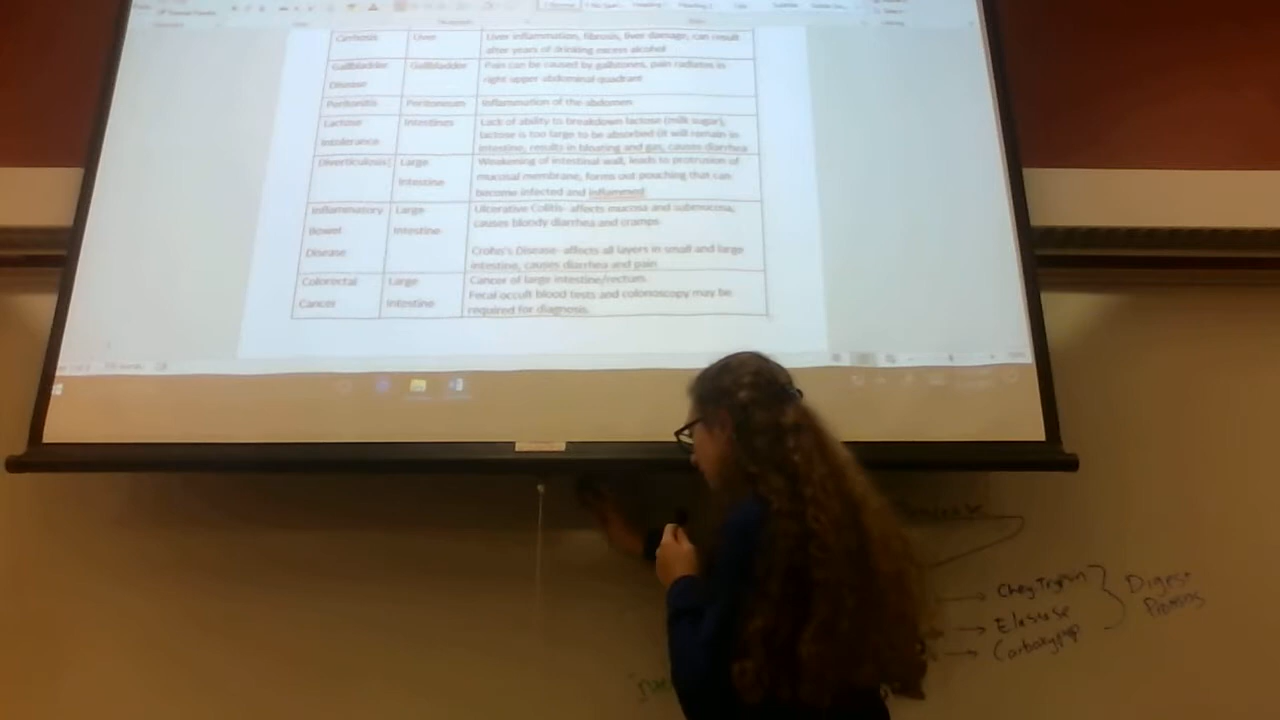 Cirrhosis Liver Liver inflammation, fibrosis, liver damage, can result
after years of drinking excess alcohol
Gallbladder Gallbladder Pain can be caused by gallstones, pain radiates in
Disease right upper abdominal quadrant
Peritonitis Peritoneum Inflammation of the abdomen
Lactose Intestines Lack of ability to breakdown lactose (milk sugar),
Intolerance lactose is too large to be absorbed (it will remain in
intestine, results in bloating and gas, causes diarrhea
Diverticulosis Large Weakening of intestinal wall, leads to protrusion of
Intestine mucosal membrane, forms out pouching that can
become infected and inflammed
Inflammatory Large Ulcerative Colitis- affects mucosa and submucosa,
Bowel Intestine causes bloody diarrhea and cramps
Disease Crohn's Disease- affects all layers in small and large
intestine, causes diarrhea and pain
Colorectal Large Cancer of large intestine/rectum.
Cancer Intestine Fecal occult blood tests and colonoscopy may be
required for diagnosis.
Digest
Proteins
Elastase
Carboxypep